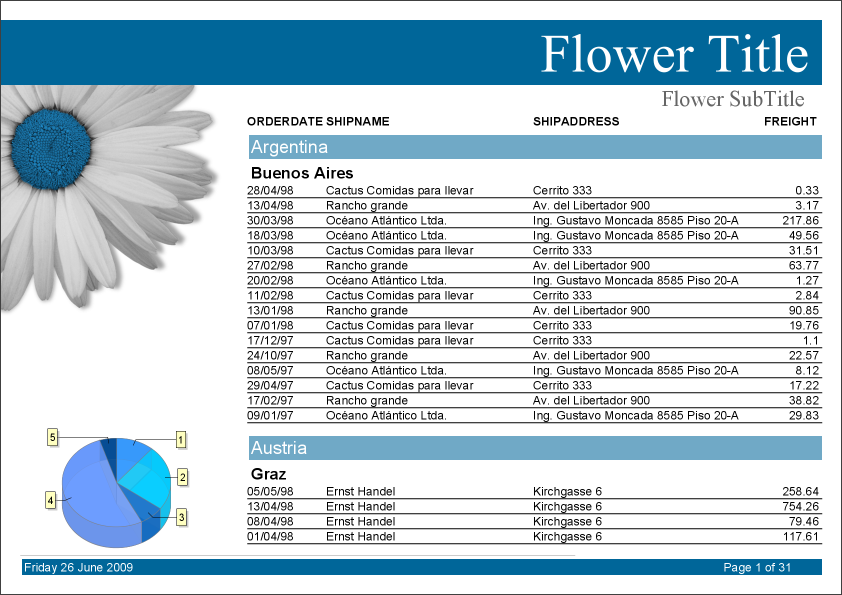 Flower Title
Flower SubTitle
ORDERDATE SHIPNAME SHIPADDRESS FREIGHT
Argentina
Buenos Aires
28/04/98 Cactus Comidas para llevar Cerrito 333 0.33
13/04/98 Rancho grande Av. del Libertador 900 3.17
30/03/98 Océano Atlántico Ltda. Ing. Gustavo Moncada 8585 Piso 20-A 217.86
18/03/98 Océano Atlántico Ltda. Ing. Gustavo Moncada 8585 Piso 20-A 49.56
10/03/98 Cactus Comidas para llevar Cerrito 333 31.51
27/02/98 Rancho grande Av. del Libertador 900 63.77
20/02/98 Océano Atlántico Ltda. Ing. Gustavo Moncada 8585 Piso 20-A 1.27
11/02/98 Cactus Comidas para llevar Cerrito 333 2.84
13/01/98 Rancho grande Av. del Libertador 900 90.85
07/01/98 Cactus Comidas para llevar Cerrito 333 19.76
17/12/97 Cactus Comidas para llevar Cerrito 333 1.1
24/10/97 Rancho grande Av. del Libertador 900 22.57
08/05/97 Océano Atlántico Ltda. Ing. Gustavo Moncada 8585 Piso 20-A 8.12
29/04/97 Cactus Comidas para llevar Cerrito 333 17.22
17/02/97 Rancho grande Av. del Libertador 900 38.82
09/01/97 Océano Atlántico Ltda. Ing. Gustavo Moncada 8585 Piso 20-A 29.83
Austria
Graz
05/05/98 Ernst Handel Kirchgasse 6 258.64
13/04/98 Ernst Handel Kirchgasse 6 754.26
08/04/98 Ernst Handel Kirchgasse 6 79.46
01/04/98 Ernst Handel Kirchgasse 6 117.61
5
1
2
4
3
Friday 26 June 2009 Page 1 of 31